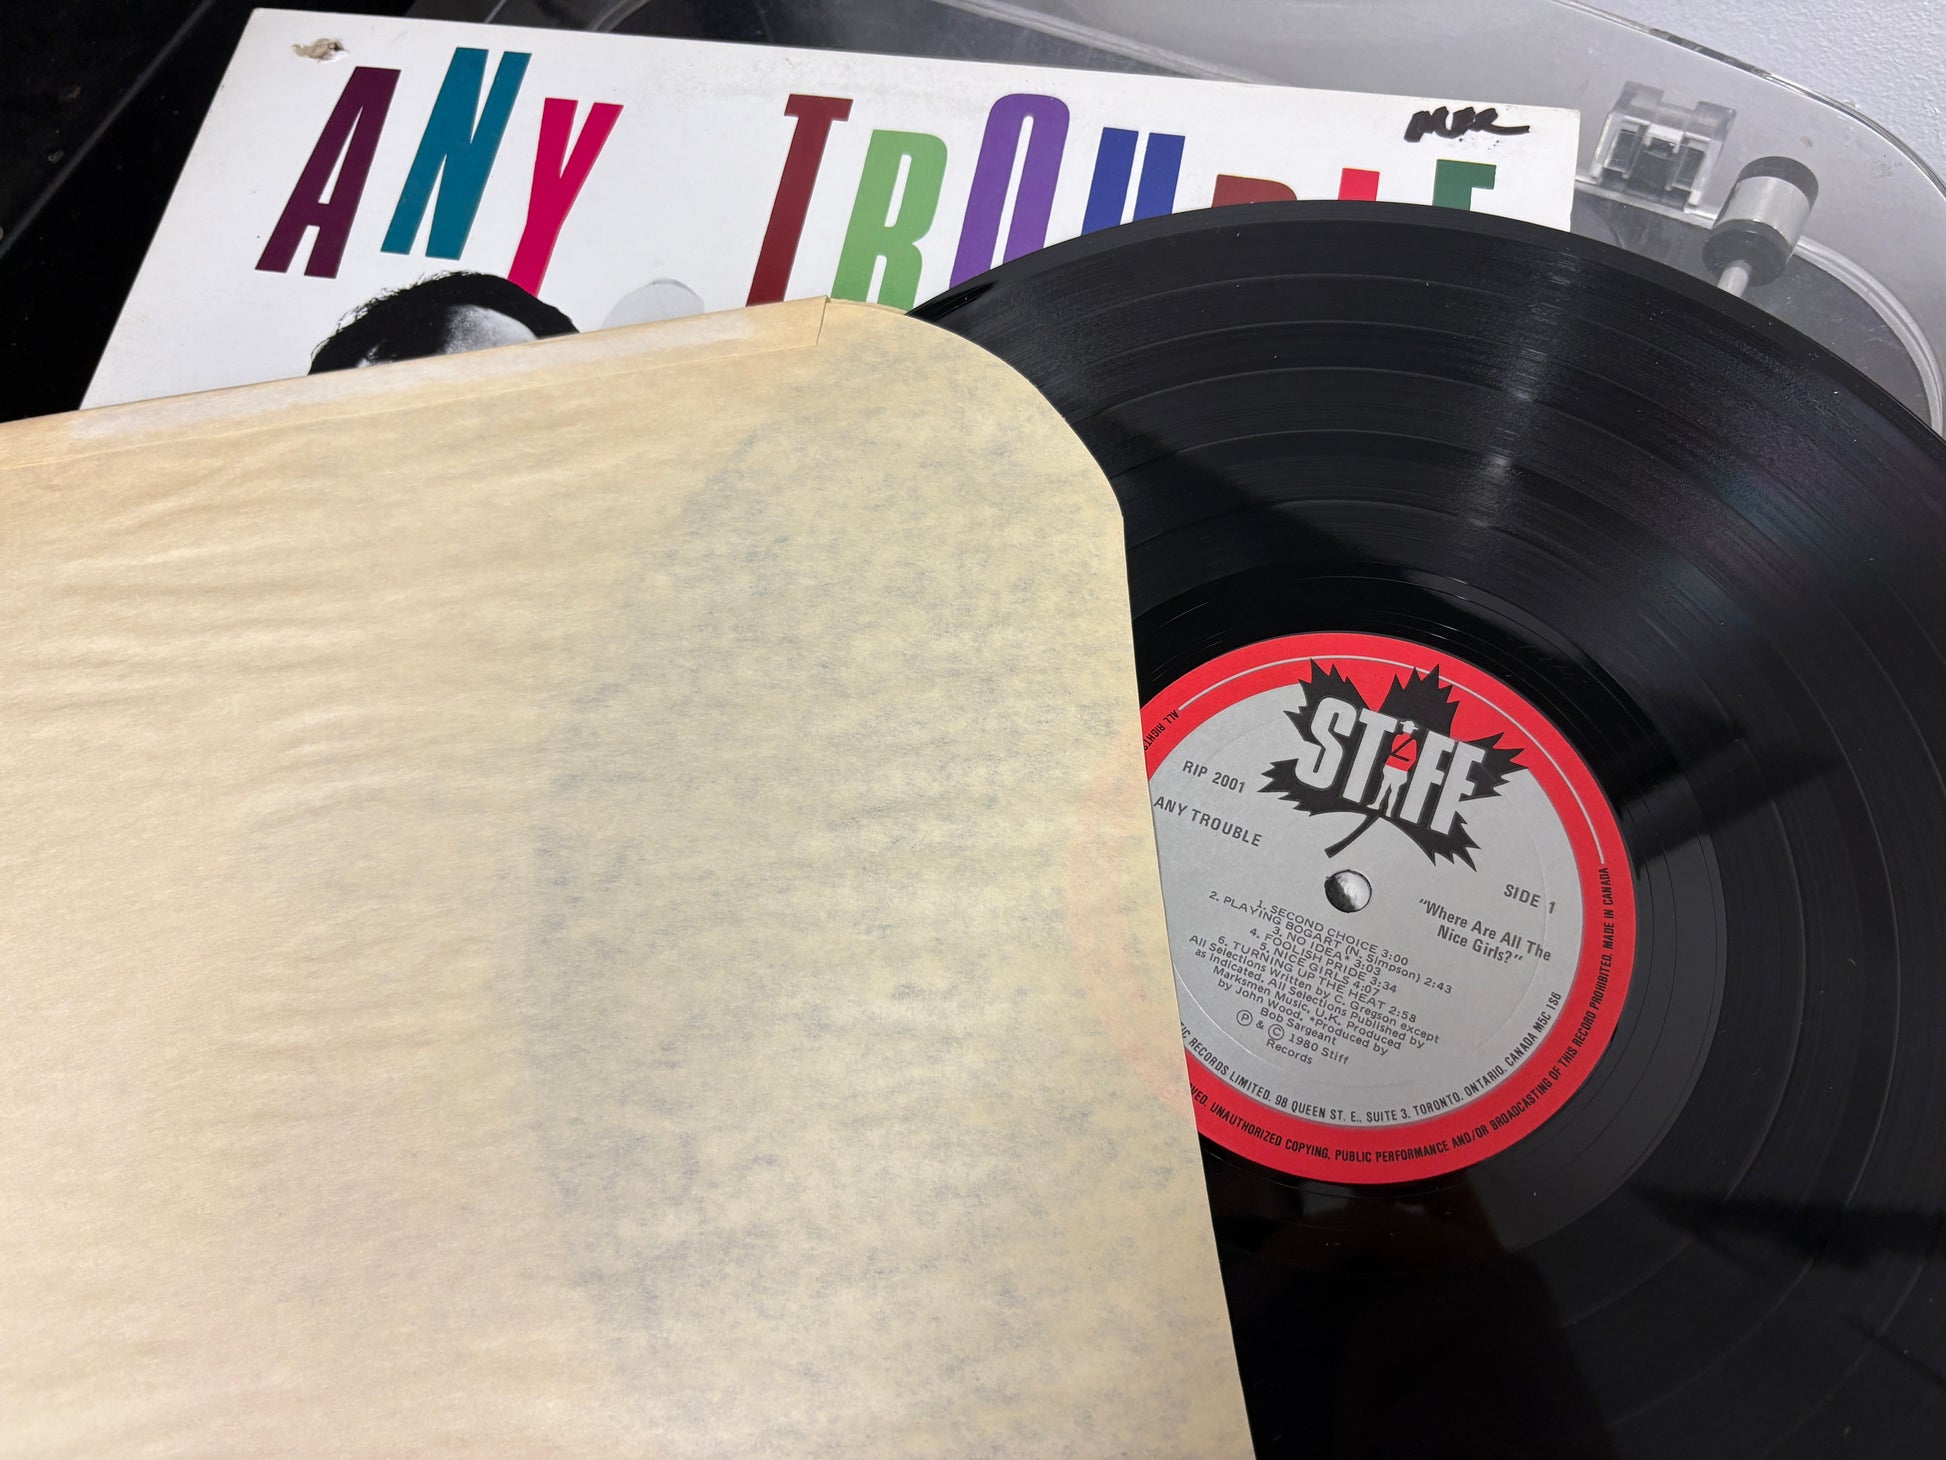 ANY TROUBLE
STIFF
RIP 2001
ANY TROUBLE
SIDE 1
"Where Are All The
Nice Girls?"
1. SECOND CHOICE 3:00
2. PLAYING BOGART (N. Simpson) 2:43
3. NO IDEA* 3:03
4. FOOLISH PRIDE 3:34
5. NICE GIRLS 4:07
6. TURNING UP THE HEAT 2:58
All Selections Written by C. Gregson except
as indicated. All Selections Published by
Marksmen Music, U.K. Produced by
by John Wood, *Produced by
Bob Sargeant
Ⓟ & © 1980 Stiff
Records
RECORDS LIMITED, 98 QUEEN ST. E., SUITE 3, TORONTO, ONTARIO, CANADA M5C 1S6
ALL RIGHTS
UNAUTHORIZED COPYING, PUBLIC PERFORMANCE AND/OR BROADCASTING OF THIS RECORD PROHIBITED. MADE IN CANADA